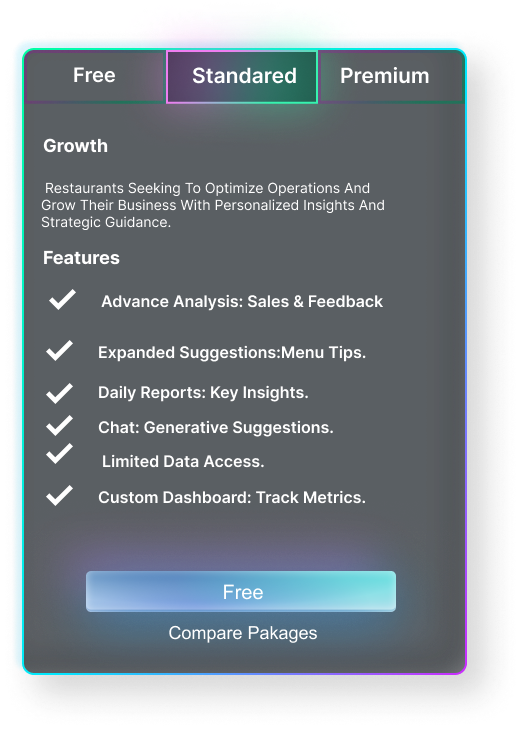 Free Standared Premium
Growth
Restaurants Seeking To Optimize Operations And
Grow Their Business With Personalized Insights And
Strategic Guidance.
Features
Advance Analysis: Sales & Feedback
Expanded Suggestions:Menu Tips.
Daily Reports: Key Insights.
Chat: Generative Suggestions.
Limited Data Access.
Custom Dashboard: Track Metrics.
Free
Compare Pakages